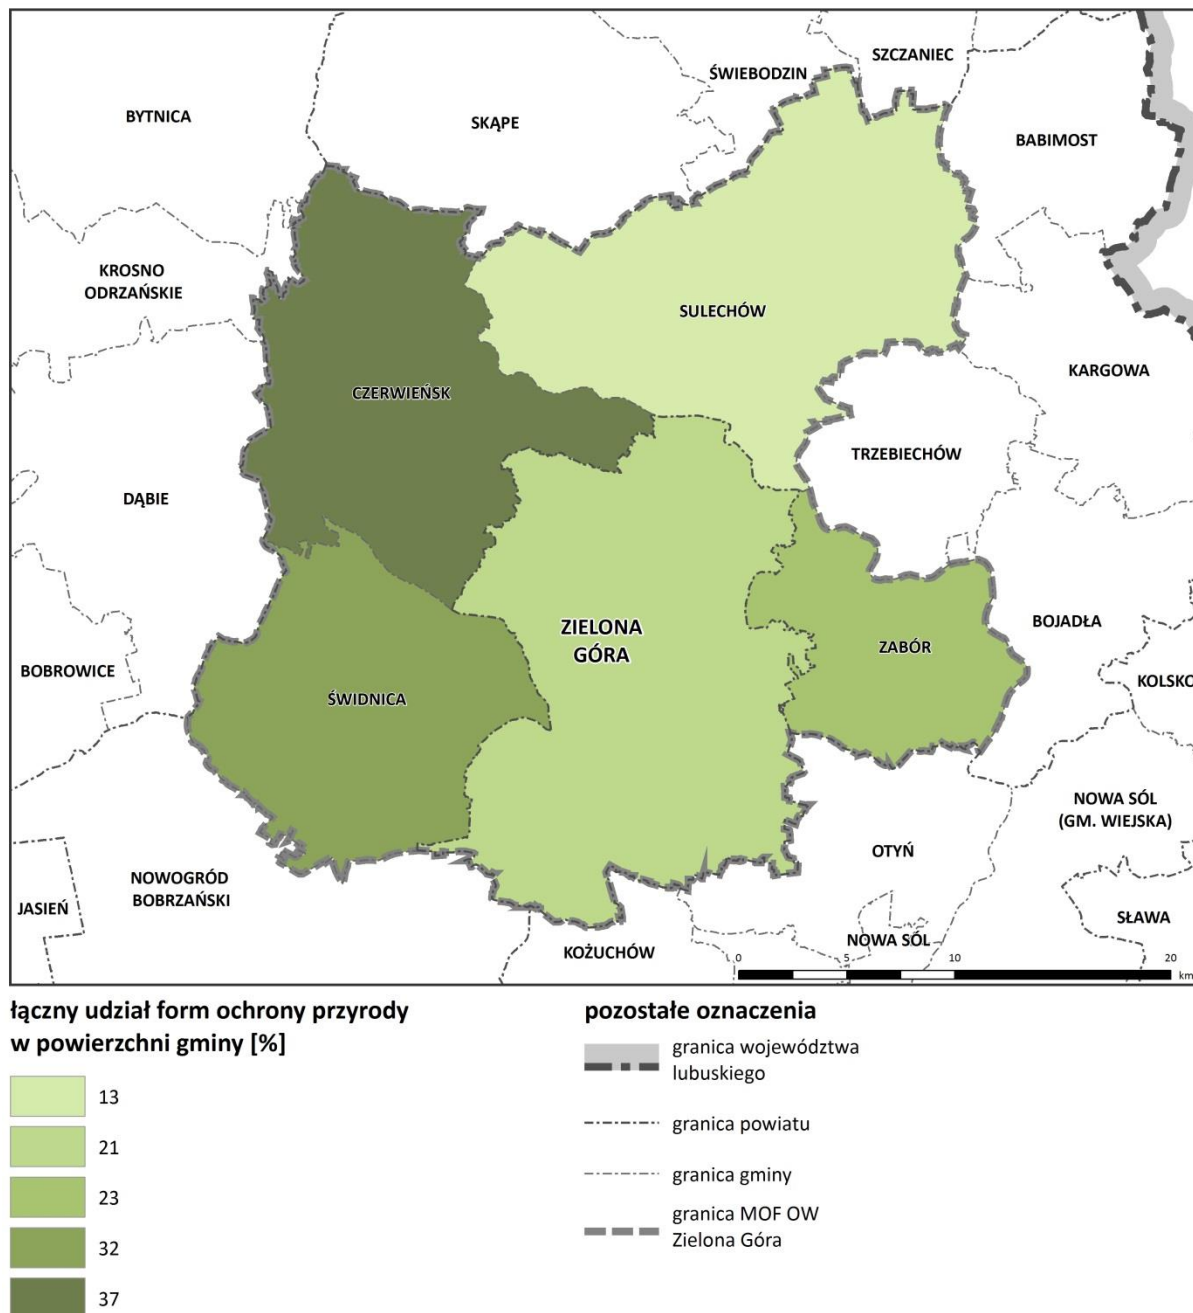 SZCZANIEC
ŚWIEBODZIN
BYTNICA
SKĄPE
BABIMOST
KROSNO
ODRZAŃSKIE
SULECHÓW
KARGOWA
CZERWIEŃSK
TRZEBIECHÓW
DĄBIE
BOJADŁA
ZIELONA
GÓRA
ZABÓR
BOBROWICE
KOLSKO
ŚWIDNICA
NOWA SÓL
(GM. WIEJSKA)
OTYŃ
NOWOGRÓD
BOBRZAŃSKI
JASIEŃ
SŁAWA
NOWA SÓL
KOŻUCHÓW
0 5 10 20
km
łączny udział form ochrony przyrody
w powierzchni gminy [%]
13
21
23
32
37
pozostałe oznaczenia
granica województwa
lubuskiego
granica powiatu
granica gminy
granica MOF OW
Zielona Góra